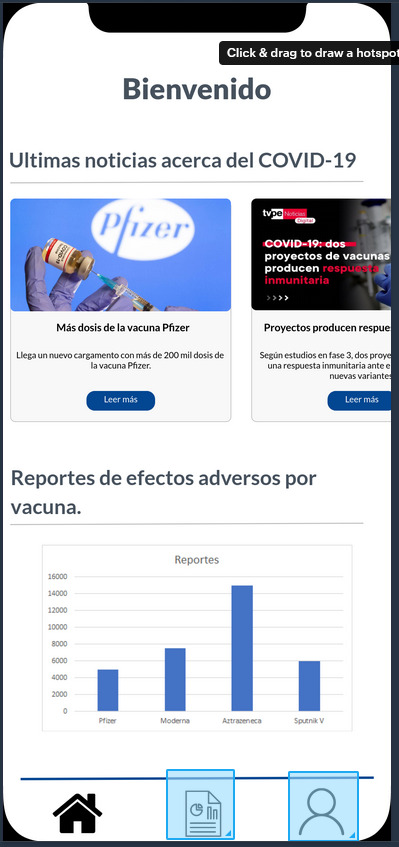 Click & drag to draw a hotspot
Bienvenido
Ultimas noticias acerca del COVID-19
Pfizer
tvpe Noticias
Digital
COVID-19: dos
proyectos de vacunas
producen respuesta
inmunitaria
>>>>
Más dosis de la vacuna Pfizer
Llega un nuevo cargamento con más de 200 mil dosis de
la vacuna Pfizer.
Leer más
Proyectos producen respue
Según estudios en fase 3, dos proye
una respuesta inmunitaria ante
nuevas variantes
Leer más
Reportes de efectos adversos por
vacuna.
Reportes
16000
14000
12000
10000
8000
6000
4000
2000
0
Pfizer Moderna Aztrazeneca Sputnik V